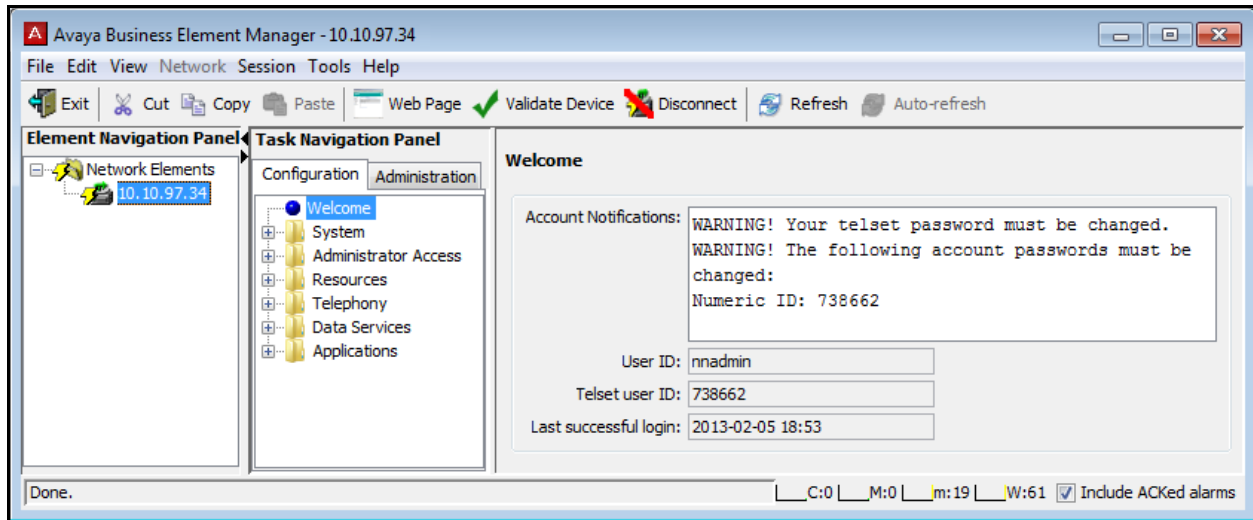 A Avaya Business Element Manager - 10.10.97.34
File Edit View Network Session Tools Help
Exit Cut Copy Paste Web Page Validate Device Disconnect Refresh Auto-refresh
Element Navigation Panel
Network Elements
10.10.97.34
Task Navigation Panel
Configuration Administration
Welcome
System
Administrator Access
Resources
Telephony
Data Services
Applications
Welcome
Account Notifications:
WARNING! Your telset password must be changed.
WARNING! The following account passwords must be
changed:
Numeric ID: 738662
User ID: nnadmin
Telset user ID: 738662
Last successful login: 2013-02-05 18:53
Done.
C:0 M:0 m:19 W:61 Include ACKed alarms